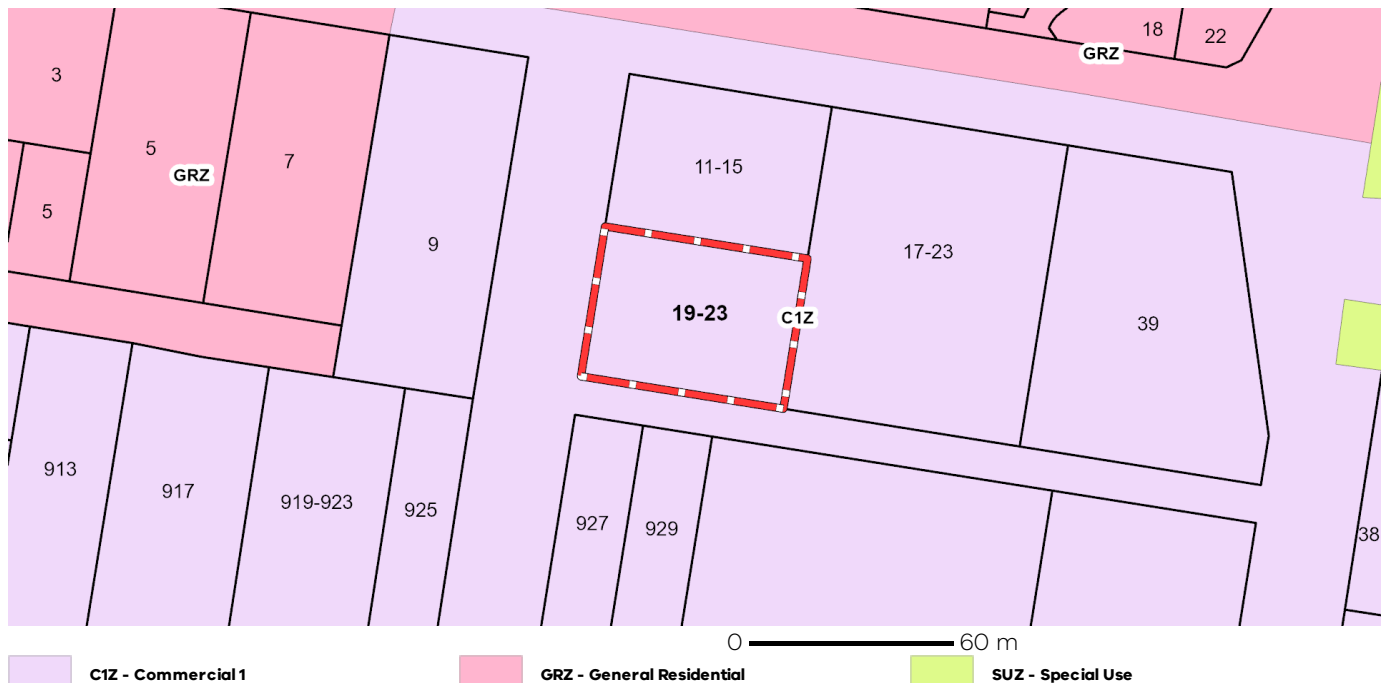 18
22
GRZ
3
5
GRZ
7
11-15
5
9
17-23
19-23
C1Z
39
913
917
919-923
925
927
929
38
0 60 m
C1Z - Commercial 1
GRZ - General Residential
SUZ - Special Use